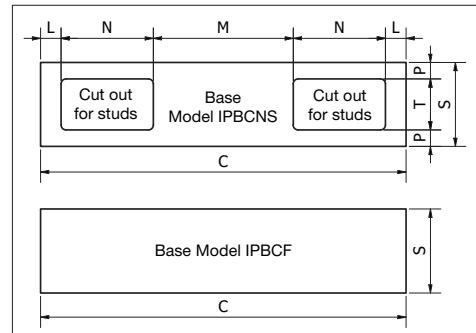 L N M N L
Cut out
for studs
Base
Model IPBCNS
Cut out
for studs
P
T
P
S
C
Base Model IPBCF
S
C